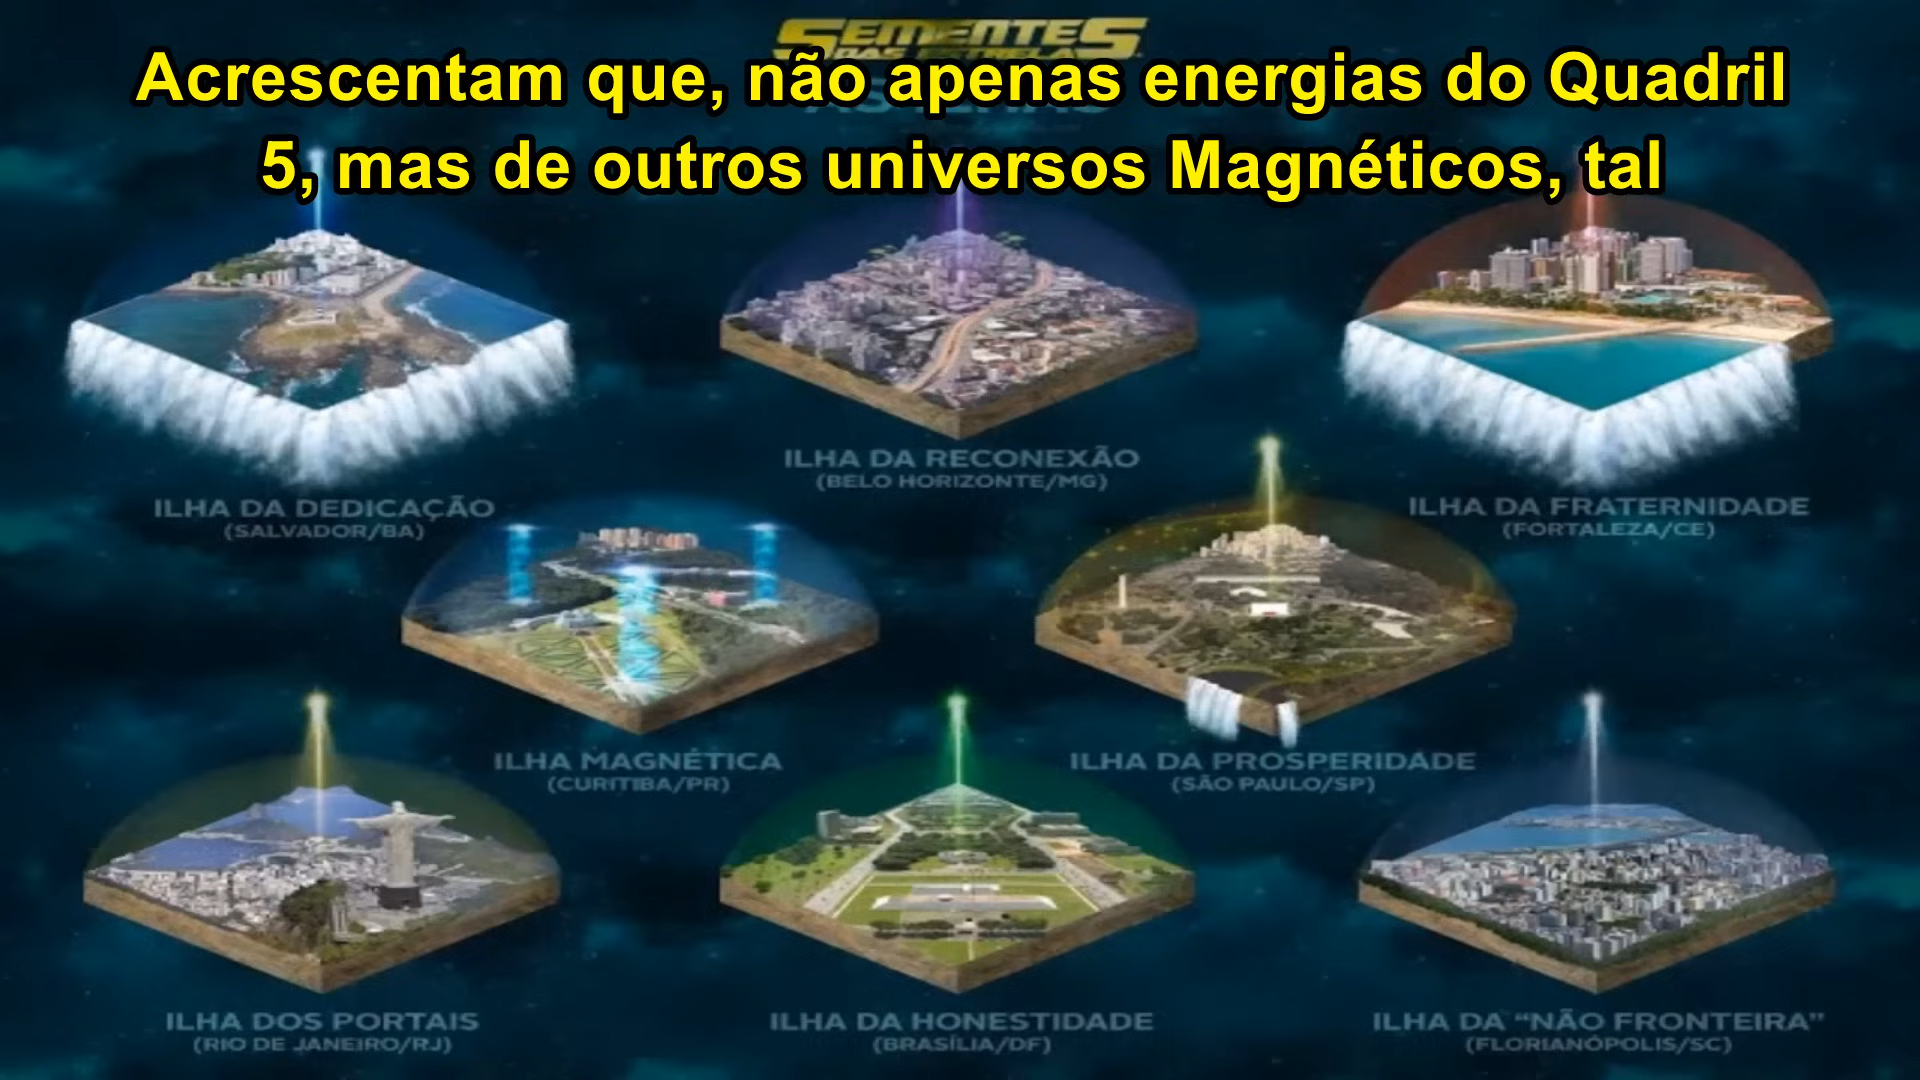 SEMENTES
DAS ESTRELAS
Acrescentam que, não apenas energias do Quadril
5, mas de outros universos Magnéticos, tal
ILHA DA RECONEXÃO
(BELO HORIZONTE/MG)
ILHA DA DEDICAÇÃO
(SALVADOR/BA)
ILHA DA FRATERNIDADE
(FORTALEZA/CE)
ILHA MAGNÉTICA
(CURITIBA/PR)
ILHA DA PROSPERIDADE
(SÃO PAULO/SP)
ILHA DOS PORTAIS
(RIO DE JANEIRO/RJ)
ILHA DA HONESTIDADE
(BRASÍLIA/DF)
ILHA DA “NÃO FRONTEIRA”
(FLORIANÓPOLIS/SC)